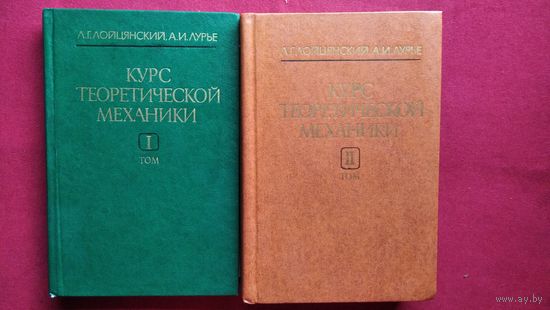 Л.Г.ЛОЙЦЯНСКИЙ, А.И.ЛУРЬЕ
КУРС
ТЕОРЕТИЧЕСКОЙ
МЕХАНИКИ
I
ТОМ
Л.Г.ЛОЙЦЯНСКИЙ, А.И.ЛУРЬЕ
КУРС
ТЕОРЕТИЧЕСКОЙ
МЕХАНИКИ
II
ТОМ
www.ay.by